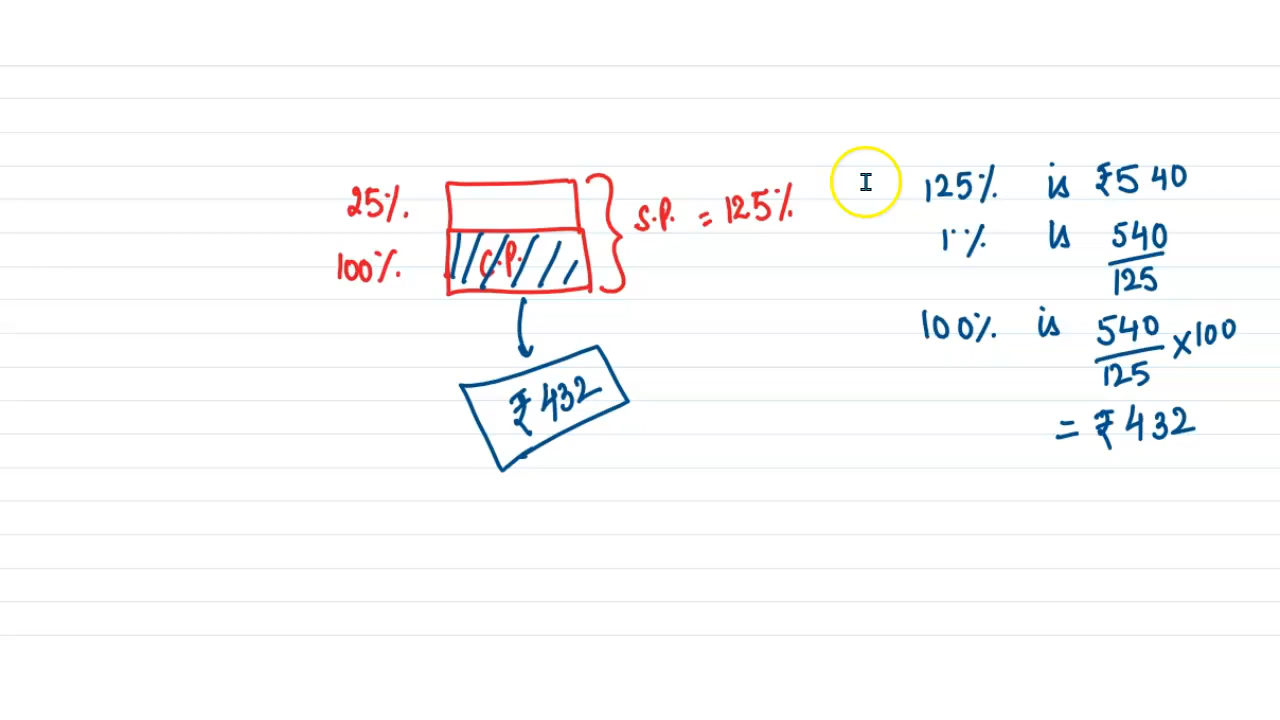 25%.
100%.
C.P.
S.P. = 125%
₹432
125% is ₹540
1% is 540/125
100% is 540/125 × 100
= ₹432